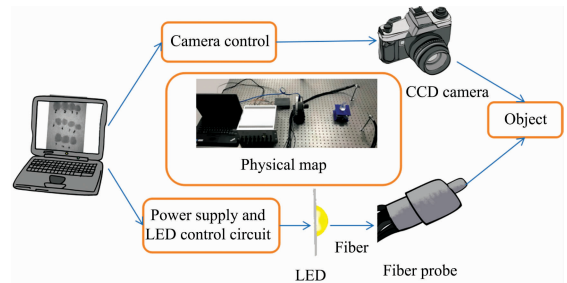 Camera control
CCD camera
Object
Physical map
Power supply and
LED control circuit
LED
Fiber
Fiber probe